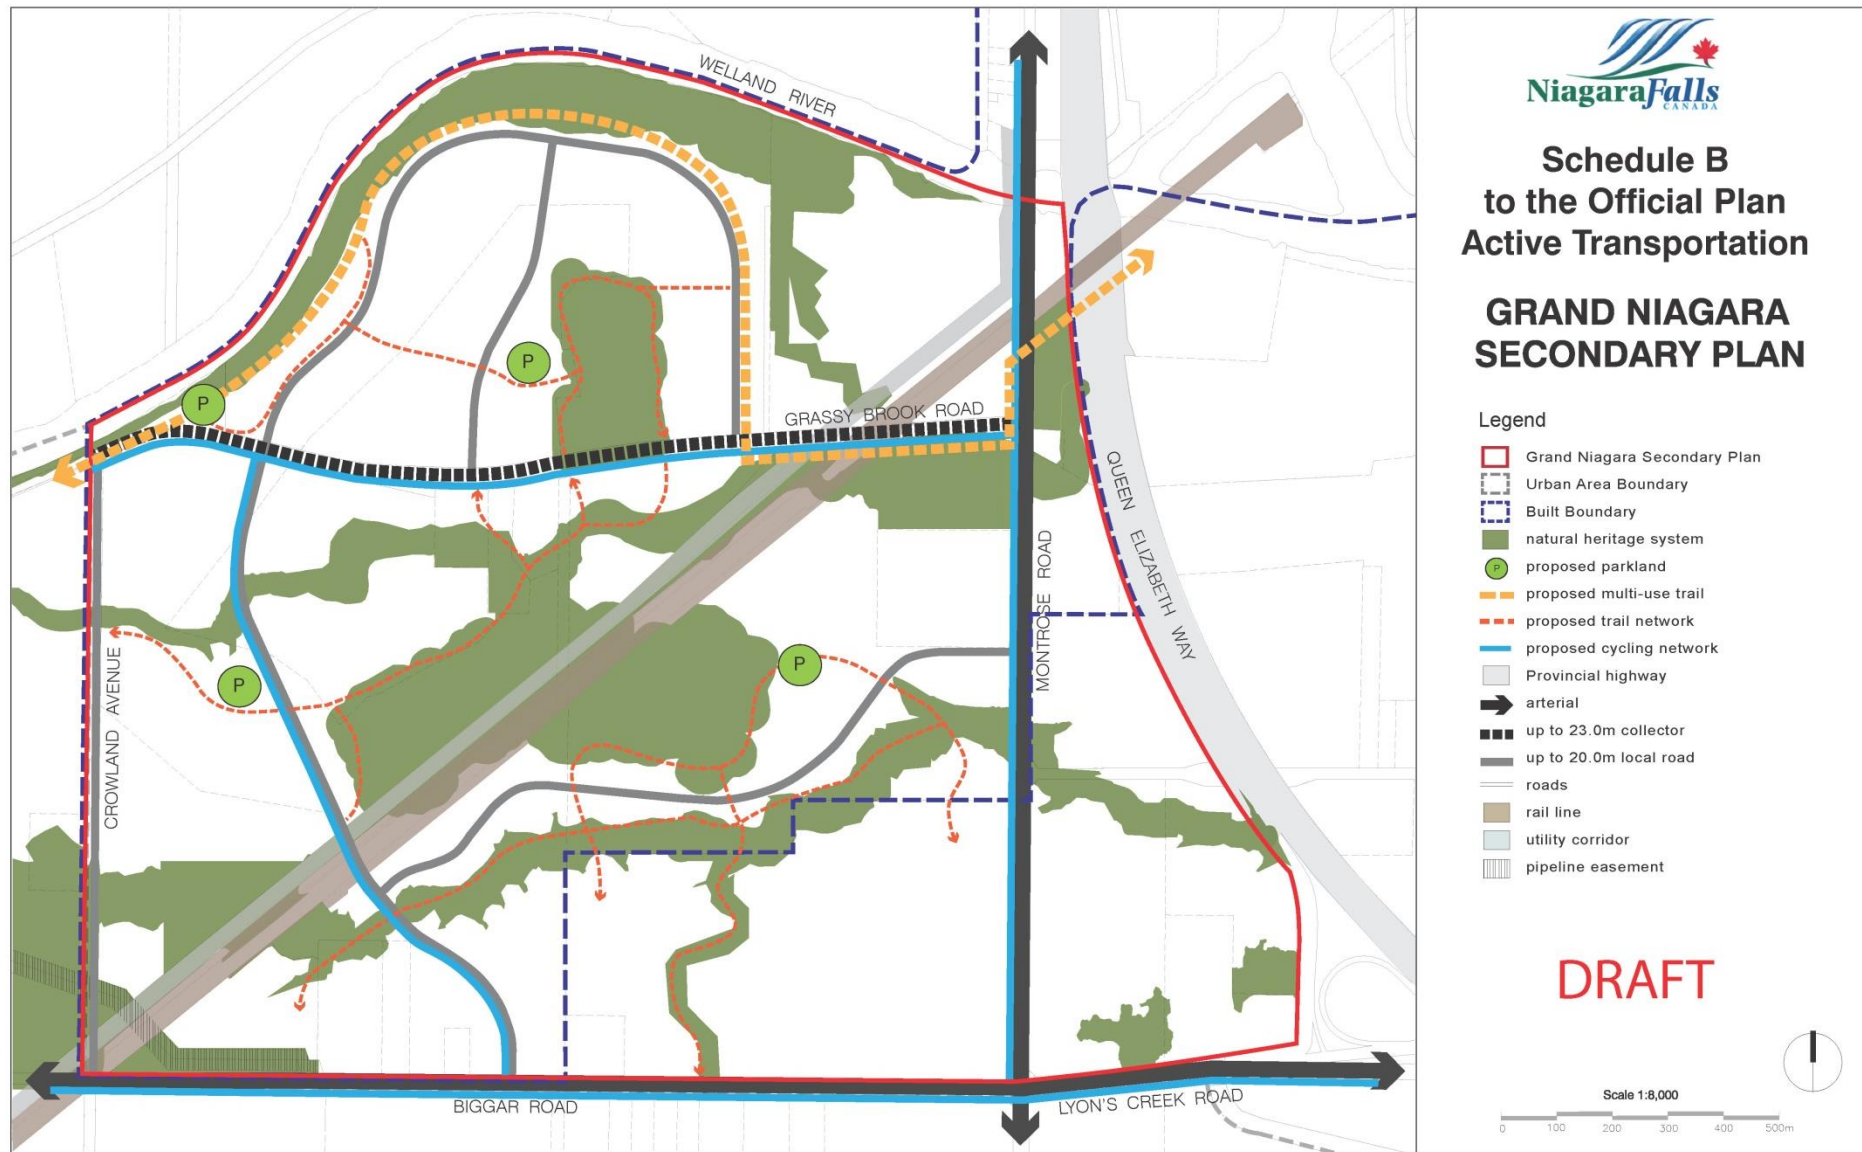 WELLAND RIVER
GRASSY BROOK ROAD
QUEEN ELIZABETH WAY
MONTROSE ROAD
CROWLAND AVENUE
BIGGAR ROAD
LYON'S CREEK ROAD
P
P
P
P
NiagaraFalls
CANADA
Schedule B
to the Official Plan
Active Transportation
GRAND NIAGARA
SECONDARY PLAN
Legend
Grand Niagara Secondary Plan
Urban Area Boundary
Built Boundary
natural heritage system
P proposed parkland
proposed multi-use trail
proposed trail network
proposed cycling network
Provincial highway
arterial
up to 23.0m collector
up to 20.0m local road
roads
rail line
utility corridor
pipeline easement
DRAFT
Scale 1:8,000
0 100 200 300 400 500m